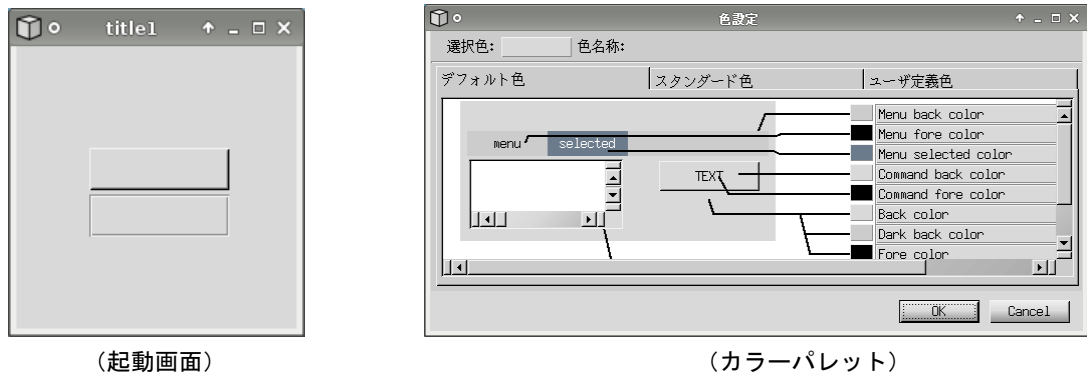 title1
色設定
選択色: 色名称:
デフォルト色 スタンダード色 ユーザ定義色
menu selected
TEXT
Menu back color
Menu fore color
Menu selected color
Command back color
Command fore color
Back color
Dark back color
Fore color
OK Cancel
(起動画面) (カラーパレット)